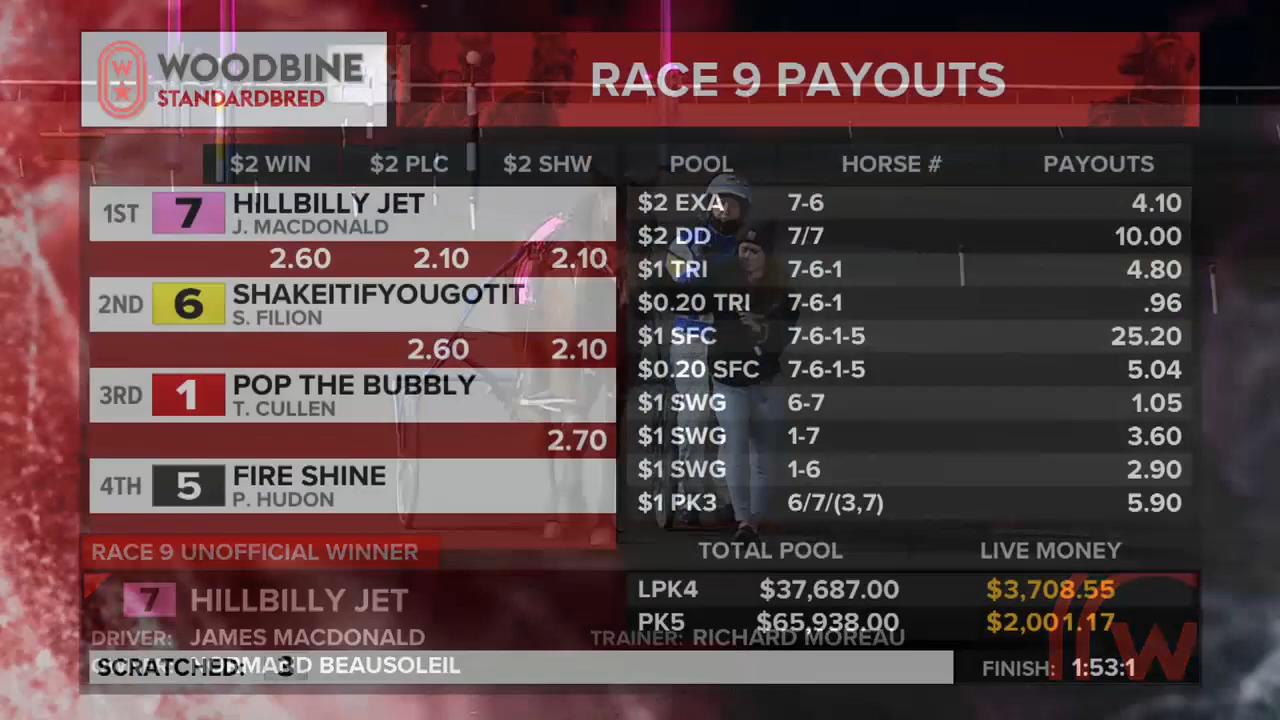 WOODBINE
STANDARDBRED
RACE 9 PAYOUTS
$2 WIN $2 PLC $2 SHW
1ST 7 HILLBILLY JET
J. MACDONALD
2.60 2.10 2.10
2ND 6 SHAKEITIFYOUGOTIT
S. FILION
2.60 2.10
3RD 1 POP THE BUBBLY
T. CULLEN
2.70
4TH 5 FIRE SHINE
P. HUDON
POOL HORSE # PAYOUTS
$2 EXA 7-6 4.10
$2 DD 7/7 10.00
$1 TRI 7-6-1 4.80
$0.20 TRI 7-6-1 .96
$1 SFC 7-6-1-5 25.20
$0.20 SFC 7-6-1-5 5.04
$1 SWG 6-7 1.05
$1 SWG 1-7 3.60
$1 SWG 1-6 2.90
$1 PK3 6/7/(3,7) 5.90
TOTAL POOL LIVE MONEY
LPK4 $37,687.00 $3,708.55
PK5 $65,938.00 $2,001.17
RACE 9 UNOFFICIAL WINNER
7 HILLBILLY JET
DRIVER: JAMES MACDONALD TRAINER: RICHARD MOREAU
BEAUSOLEIL
SCRATCHED: 3
FINISH: 1:53:1
W